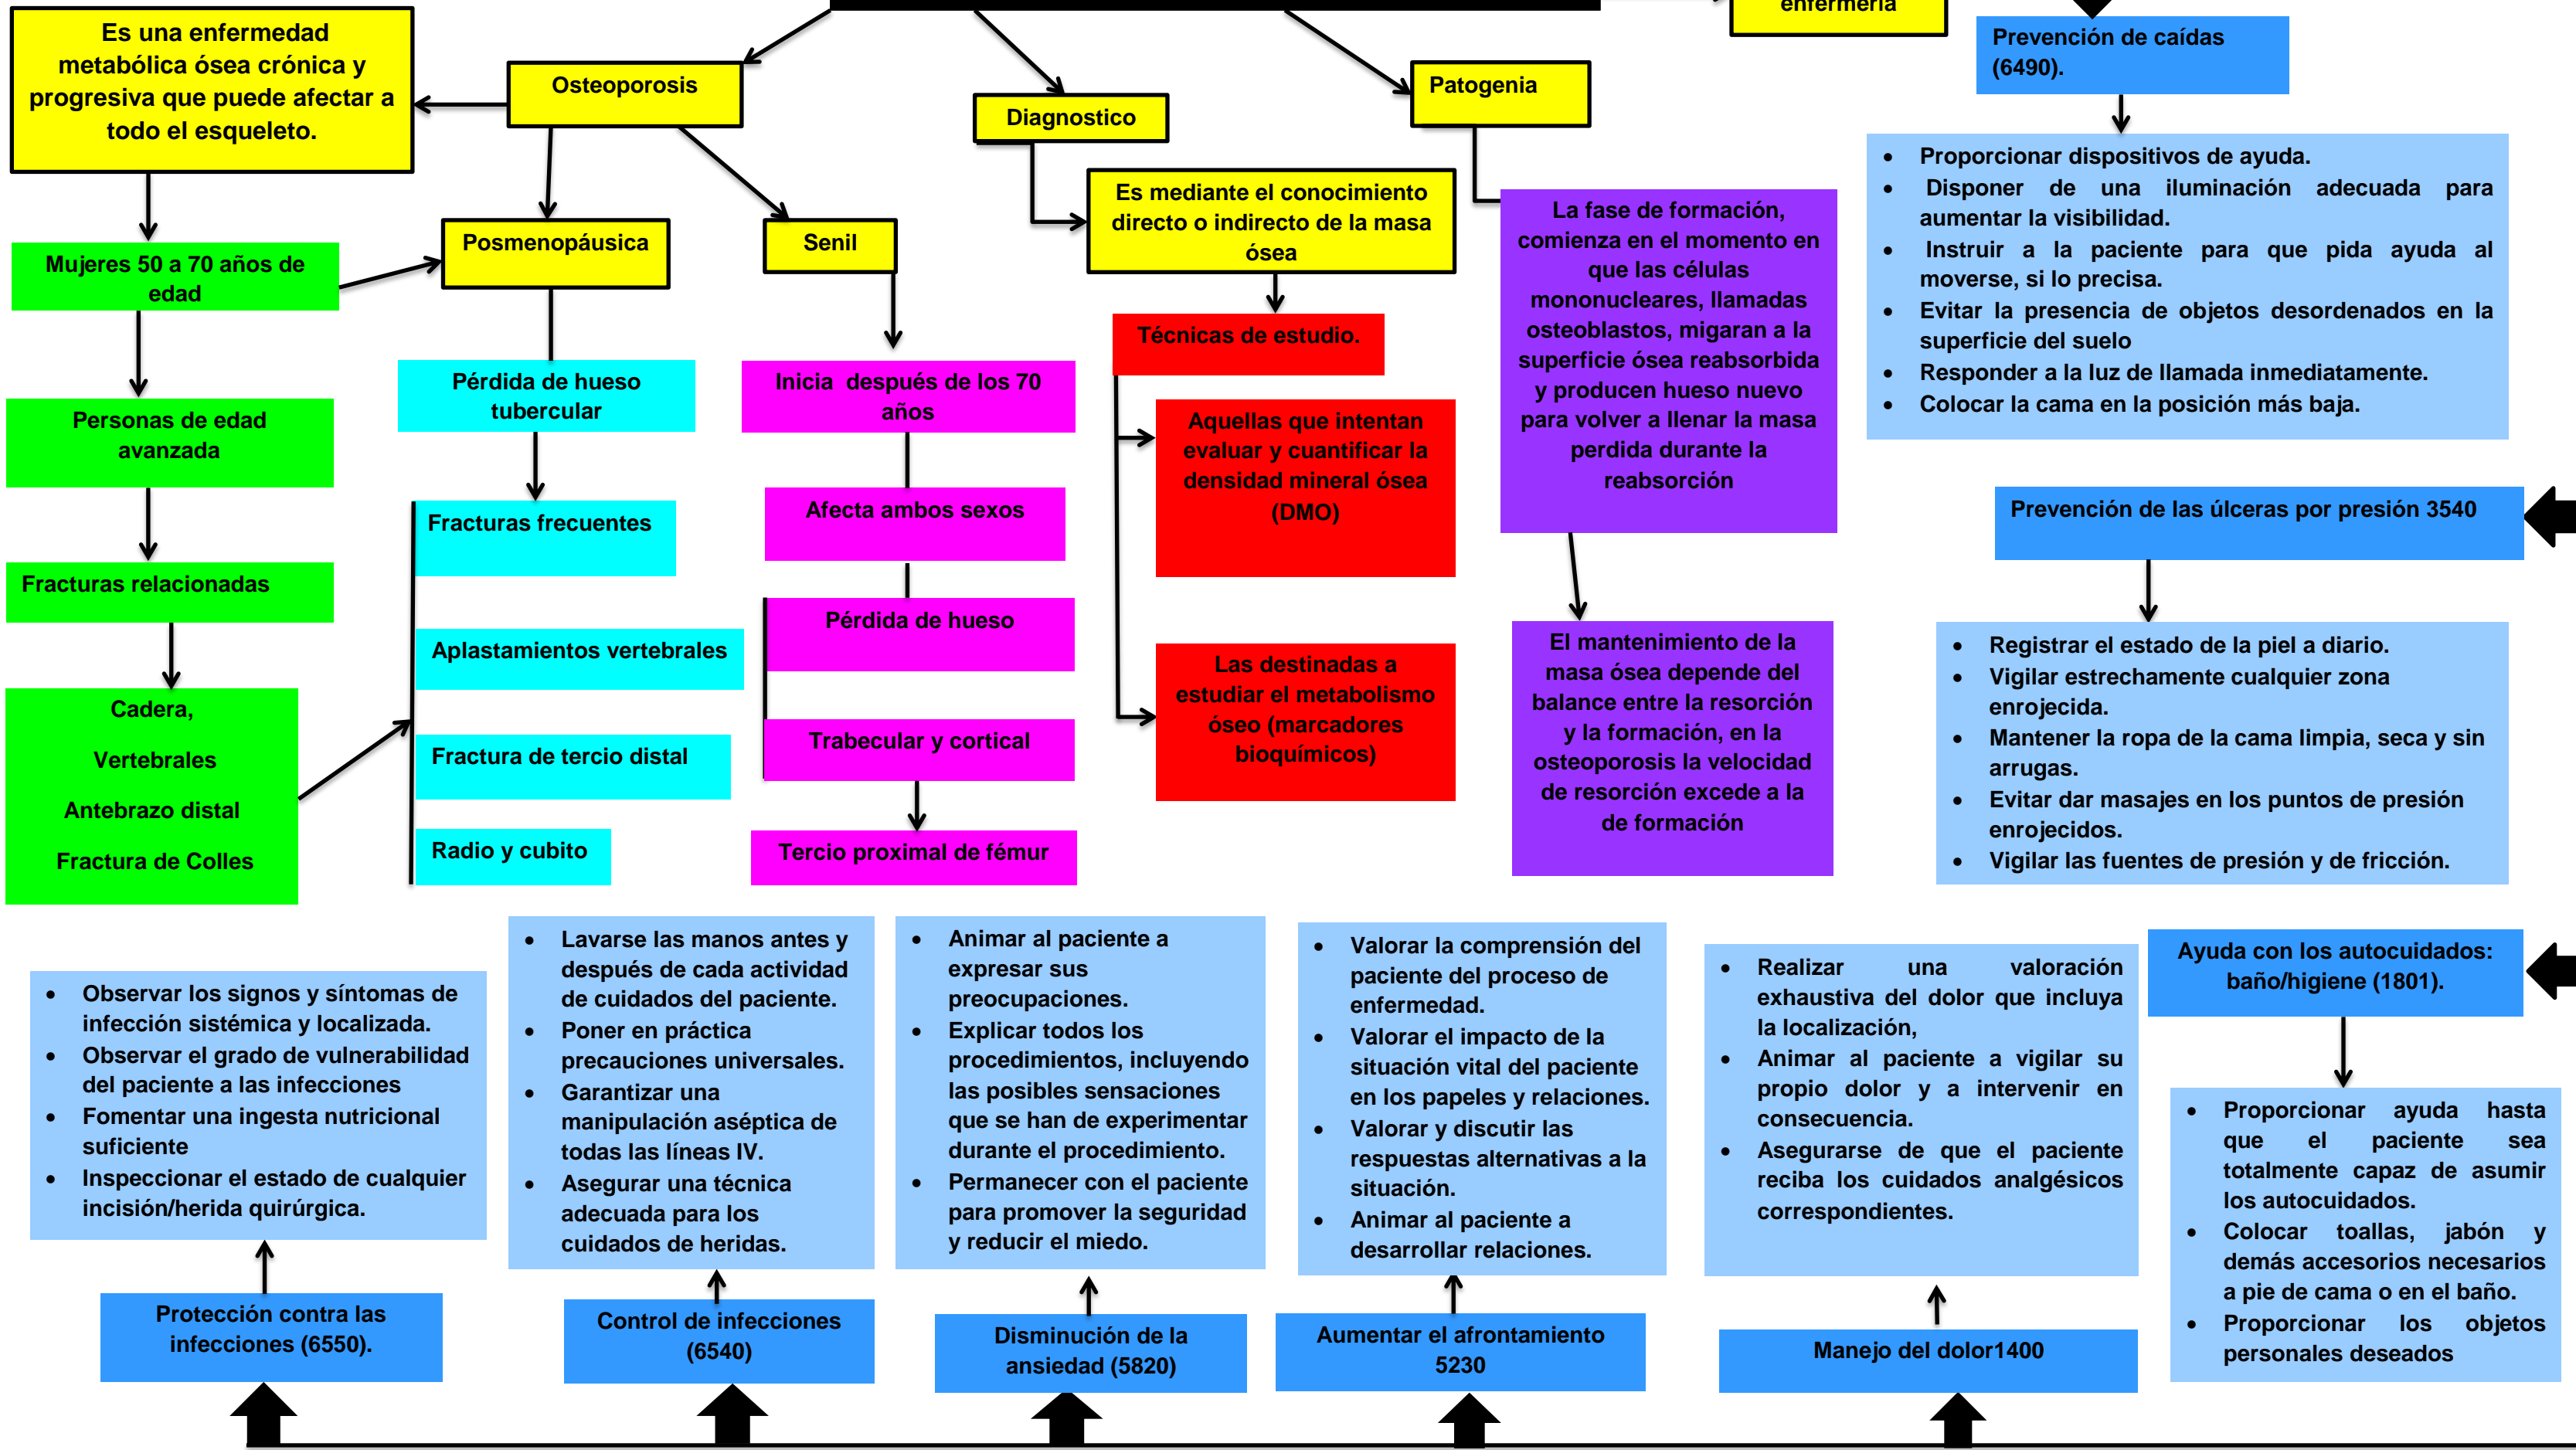 enfermería
Es una enfermedad
metabólica ósea crónica y
progresiva que puede afectar a
todo el esqueleto.
Osteoporosis
Diagnostico
Patogenia
Prevención de caídas
(6490).
Es mediante el conocimiento
directo o indirecto de la masa
ósea
Posmenopáusica
Senil
Mujeres 50 a 70 años de
edad
Personas de edad
avanzada
Fracturas relacionadas
Cadera,
Vertebrales
Antebrazo distal
Fractura de Colles
Pérdida de hueso
tubercular
Fracturas frecuentes
Aplastamientos vertebrales
Fractura de tercio distal
Radio y cubito
Inicia después de los 70
años
Afecta ambos sexos
Pérdida de hueso
Trabecular y cortical
Tercio proximal de fémur
Técnicas de estudio.
Aquellas que intentan
evaluar y cuantificar la
densidad mineral ósea
(DMO)
Las destinadas a
estudiar el metabolismo
óseo (marcadores
bioquímicos)
La fase de formación,
comienza en el momento en
que las células
mononucleares, llamadas
osteoblastos, migaran a la
superficie ósea reabsorbida
y producen hueso nuevo
para volver a llenar la masa
perdida durante la
reabsorción
El mantenimiento de la
masa ósea depende del
balance entre la resorción
y la formación, en la
osteoporosis la velocidad
de resorción excede a la
de formación
• Proporcionar dispositivos de ayuda.
• Disponer de una iluminación adecuada para
aumentar la visibilidad.
• Instruir a la paciente para que pida ayuda al
moverse, si lo precisa.
• Evitar la presencia de objetos desordenados en la
superficie del suelo
• Responder a la luz de llamada inmediatamente.
• Colocar la cama en la posición más baja.
Prevención de las úlceras por presión 3540
• Registrar el estado de la piel a diario.
• Vigilar estrechamente cualquier zona
enrojecida.
• Mantener la ropa de la cama limpia, seca y sin
arrugas.
• Evitar dar masajes en los puntos de presión
enrojecidos.
• Vigilar las fuentes de presión y de fricción.
• Observar los signos y síntomas de
infección sistémica y localizada.
• Observar el grado de vulnerabilidad
del paciente a las infecciones
• Fomentar una ingesta nutricional
suficiente
• Inspeccionar el estado de cualquier
incisión/herida quirúrgica.
Protección contra las
infecciones (6550).
• Lavarse las manos antes y
después de cada actividad
de cuidados del paciente.
• Poner en práctica
precauciones universales.
• Garantizar una
manipulación aséptica de
todas las líneas IV.
• Asegurar una técnica
adecuada para los
cuidados de heridas.
Control de infecciones
(6540)
• Animar al paciente a
expresar sus
preocupaciones.
• Explicar todos los
procedimientos, incluyendo
las posibles sensaciones
que se han de experimentar
durante el procedimiento.
• Permanecer con el paciente
para promover la seguridad
y reducir el miedo.
Disminución de la
ansiedad (5820)
• Valorar la comprensión del
paciente del proceso de
enfermedad.
• Valorar el impacto de la
situación vital del paciente
en los papeles y relaciones.
• Valorar y discutir las
respuestas alternativas a la
situación.
• Animar al paciente a
desarrollar relaciones.
Aumentar el afrontamiento
5230
• Realizar una valoración
exhaustiva del dolor que incluya
la localización,
• Animar al paciente a vigilar su
propio dolor y a intervenir en
consecuencia.
• Asegurarse de que el paciente
reciba los cuidados analgésicos
correspondientes.
Manejo del dolor1400
Ayuda con los autocuidados:
baño/higiene (1801).
• Proporcionar ayuda hasta
que el paciente sea
totalmente capaz de asumir
los autocuidados.
• Colocar toallas, jabón y
demás accesorios necesarios
a pie de cama o en el baño.
• Proporcionar los objetos
personales deseados